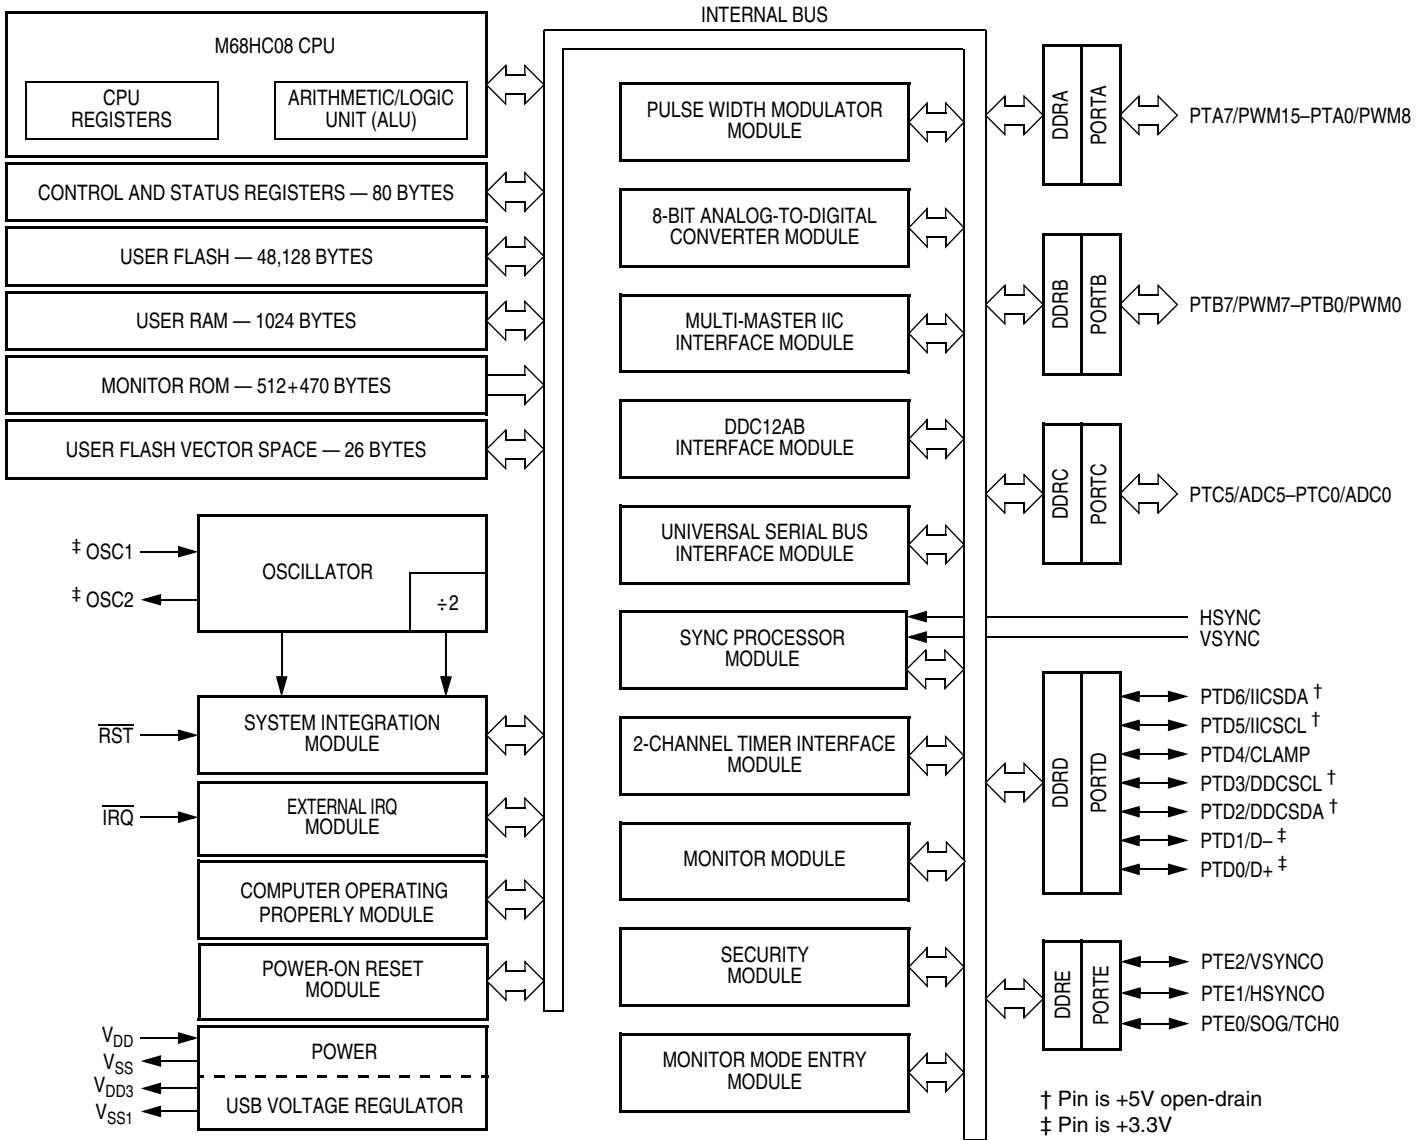 INTERNAL BUS
M68HC08 CPU
CPU
REGISTERS
ARITHMETIC/LOGIC
UNIT (ALU)
CONTROL AND STATUS REGISTERS — 80 BYTES
USER FLASH — 48,128 BYTES
USER RAM — 1024 BYTES
MONITOR ROM — 512+470 BYTES
USER FLASH VECTOR SPACE — 26 BYTES
‡ OSC1
‡ OSC2
OSCILLATOR
÷2
RST
SYSTEM INTEGRATION
MODULE
IRQ
EXTERNAL IRQ
MODULE
COMPUTER OPERATING
PROPERLY MODULE
POWER-ON RESET
MODULE
VDD
VSS
VDD3
VSS1
POWER
USB VOLTAGE REGULATOR
PULSE WIDTH MODULATOR
MODULE
8-BIT ANALOG-TO-DIGITAL
CONVERTER MODULE
MULTI-MASTER IIC
INTERFACE MODULE
DDC12AB
INTERFACE MODULE
UNIVERSAL SERIAL BUS
INTERFACE MODULE
SYNC PROCESSOR
MODULE
2-CHANNEL TIMER INTERFACE
MODULE
MONITOR MODULE
SECURITY
MODULE
MONITOR MODE ENTRY
MODULE
DDRA
PORTA
PTA7/PWM15–PTA0/PWM8
DDRB
PORTB
PTB7/PWM7–PTB0/PWM0
DDRC
PORTC
PTC5/ADC5–PTC0/ADC0
HSYNC
VSYNC
DDRD
PORTD
PTD6/IICSDA †
PTD5/IICSCL †
PTD4/CLAMP
PTD3/DDCSCL †
PTD2/DDCSDA †
PTD1/D– ‡
PTD0/D+ ‡
DDRE
PORTE
PTE2/VSYNCO
PTE1/HSYNCO
PTE0/SOG/TCH0
† Pin is +5V open-drain
‡ Pin is +3.3V